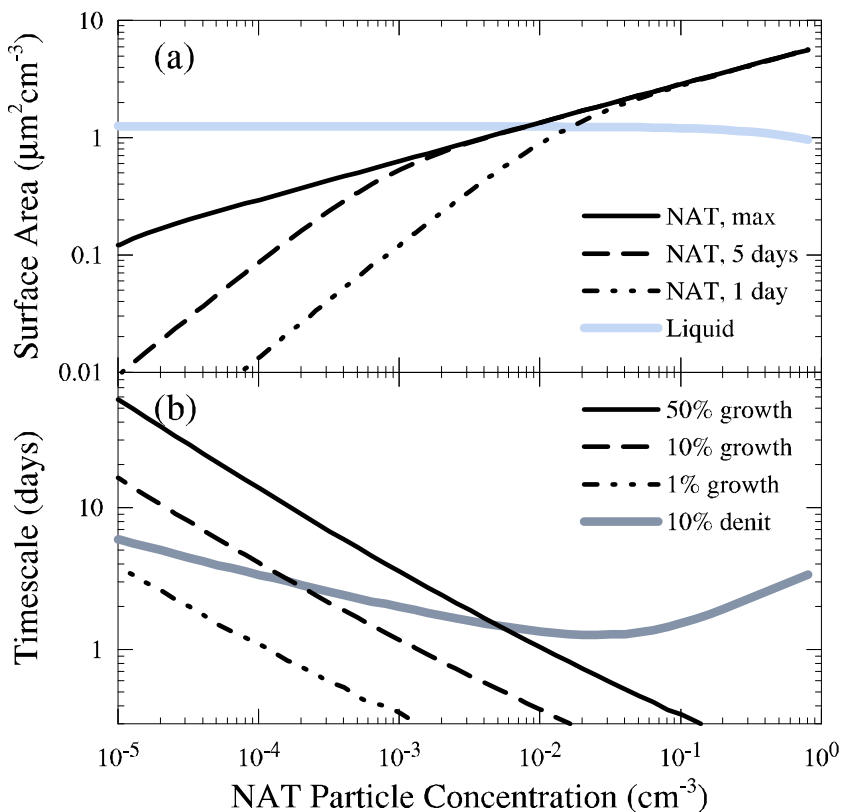 10
(a)
1
0.1
0.01
Surface Area (μm²cm⁻³)
NAT, max
NAT, 5 days
NAT, 1 day
Liquid
(b)
50% growth
10% growth
1% growth
10% denit
10
1
Timescale (days)
10⁻⁵ 10⁻⁴ 10⁻³ 10⁻² 10⁻¹ 10⁰
NAT Particle Concentration (cm⁻³)